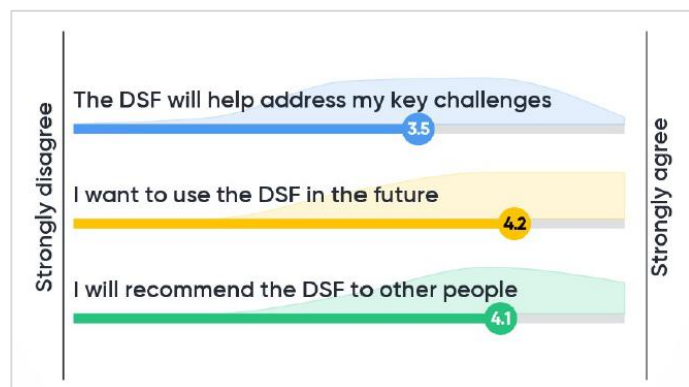 Strongly disagree
The DSF will help address my key challenges
3.5
I want to use the DSF in the future
4.2
I will recommend the DSF to other people
4.1
Strongly agree